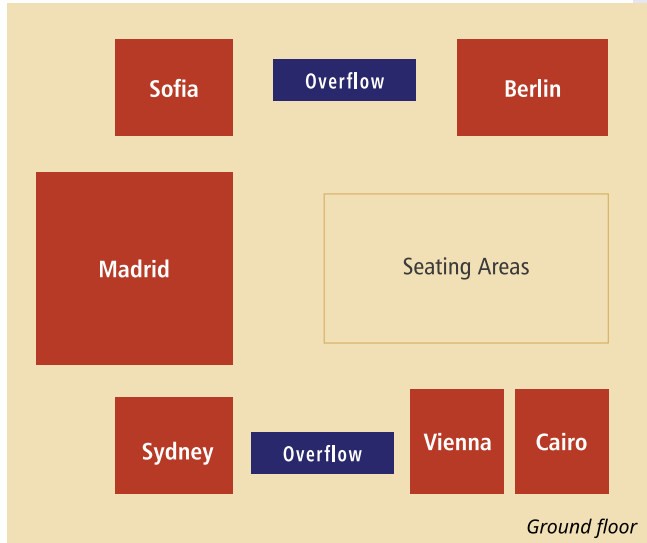 Sofia
Overflow
Berlin
Madrid
Seating Areas
Sydney
Overflow
Vienna
Cairo
Ground floor